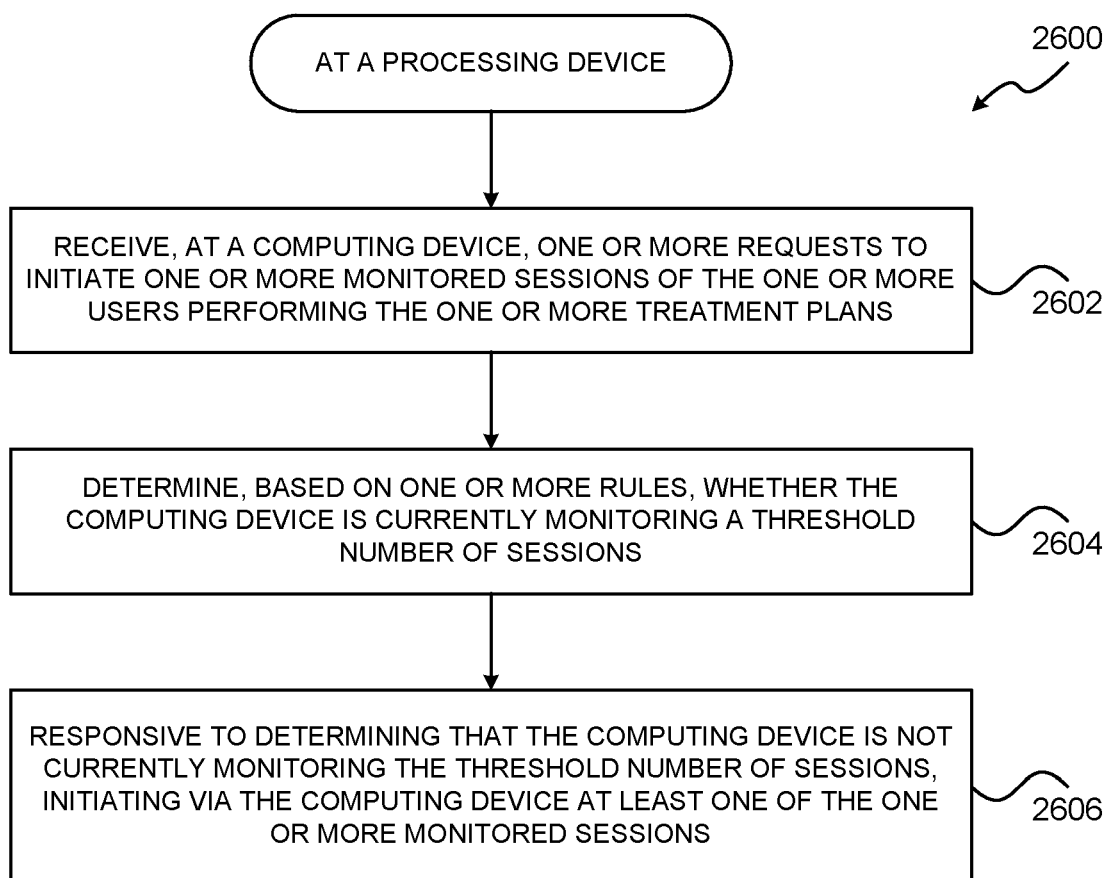 AT A PROCESSING DEVICE
2600
RECEIVE, AT A COMPUTING DEVICE, ONE OR MORE REQUESTS TO
INITIATE ONE OR MORE MONITORED SESSIONS OF THE ONE OR MORE
USERS PERFORMING THE ONE OR MORE TREATMENT PLANS
2602
DETERMINE, BASED ON ONE OR MORE RULES, WHETHER THE
COMPUTING DEVICE IS CURRENTLY MONITORING A THRESHOLD
NUMBER OF SESSIONS
2604
RESPONSIVE TO DETERMINING THAT THE COMPUTING DEVICE IS NOT
CURRENTLY MONITORING THE THRESHOLD NUMBER OF SESSIONS,
INITIATING VIA THE COMPUTING DEVICE AT LEAST ONE OF THE ONE
OR MORE MONITORED SESSIONS
2606